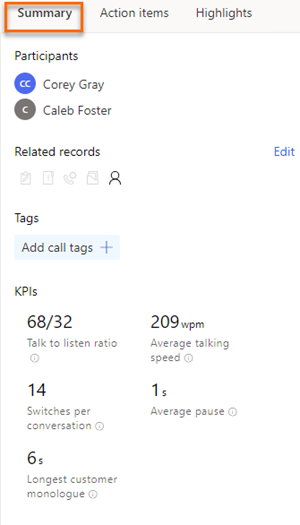 Summary Action items Highlights
Participants
CC Corey Gray
C Caleb Foster
Related records Edit
Tags
Add call tags +
KPIs
68/32 209 wpm
Talk to listen ratio Average talking speed
14 1 s
Switches per conversation Average pause
6 s
Longest customer monologue